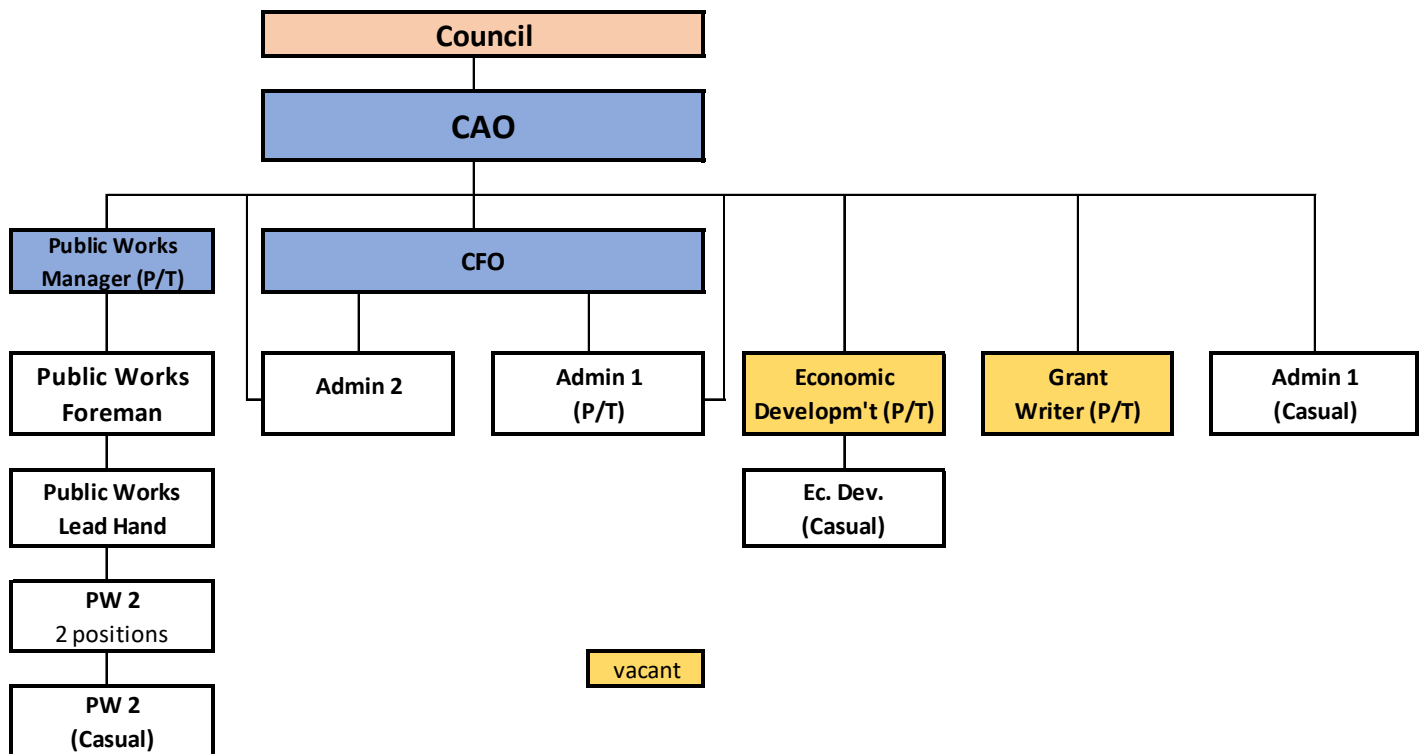 Council
CAO
Public Works
Manager (P/T)
CFO
Public Works
Foreman
Admin 2
Admin 1
(P/T)
Economic
Developm't (P/T)
Grant
Writer (P/T)
Admin 1
(Casual)
Public Works
Lead Hand
Ec. Dev.
(Casual)
PW 2
2 positions
vacant
PW 2
(Casual)